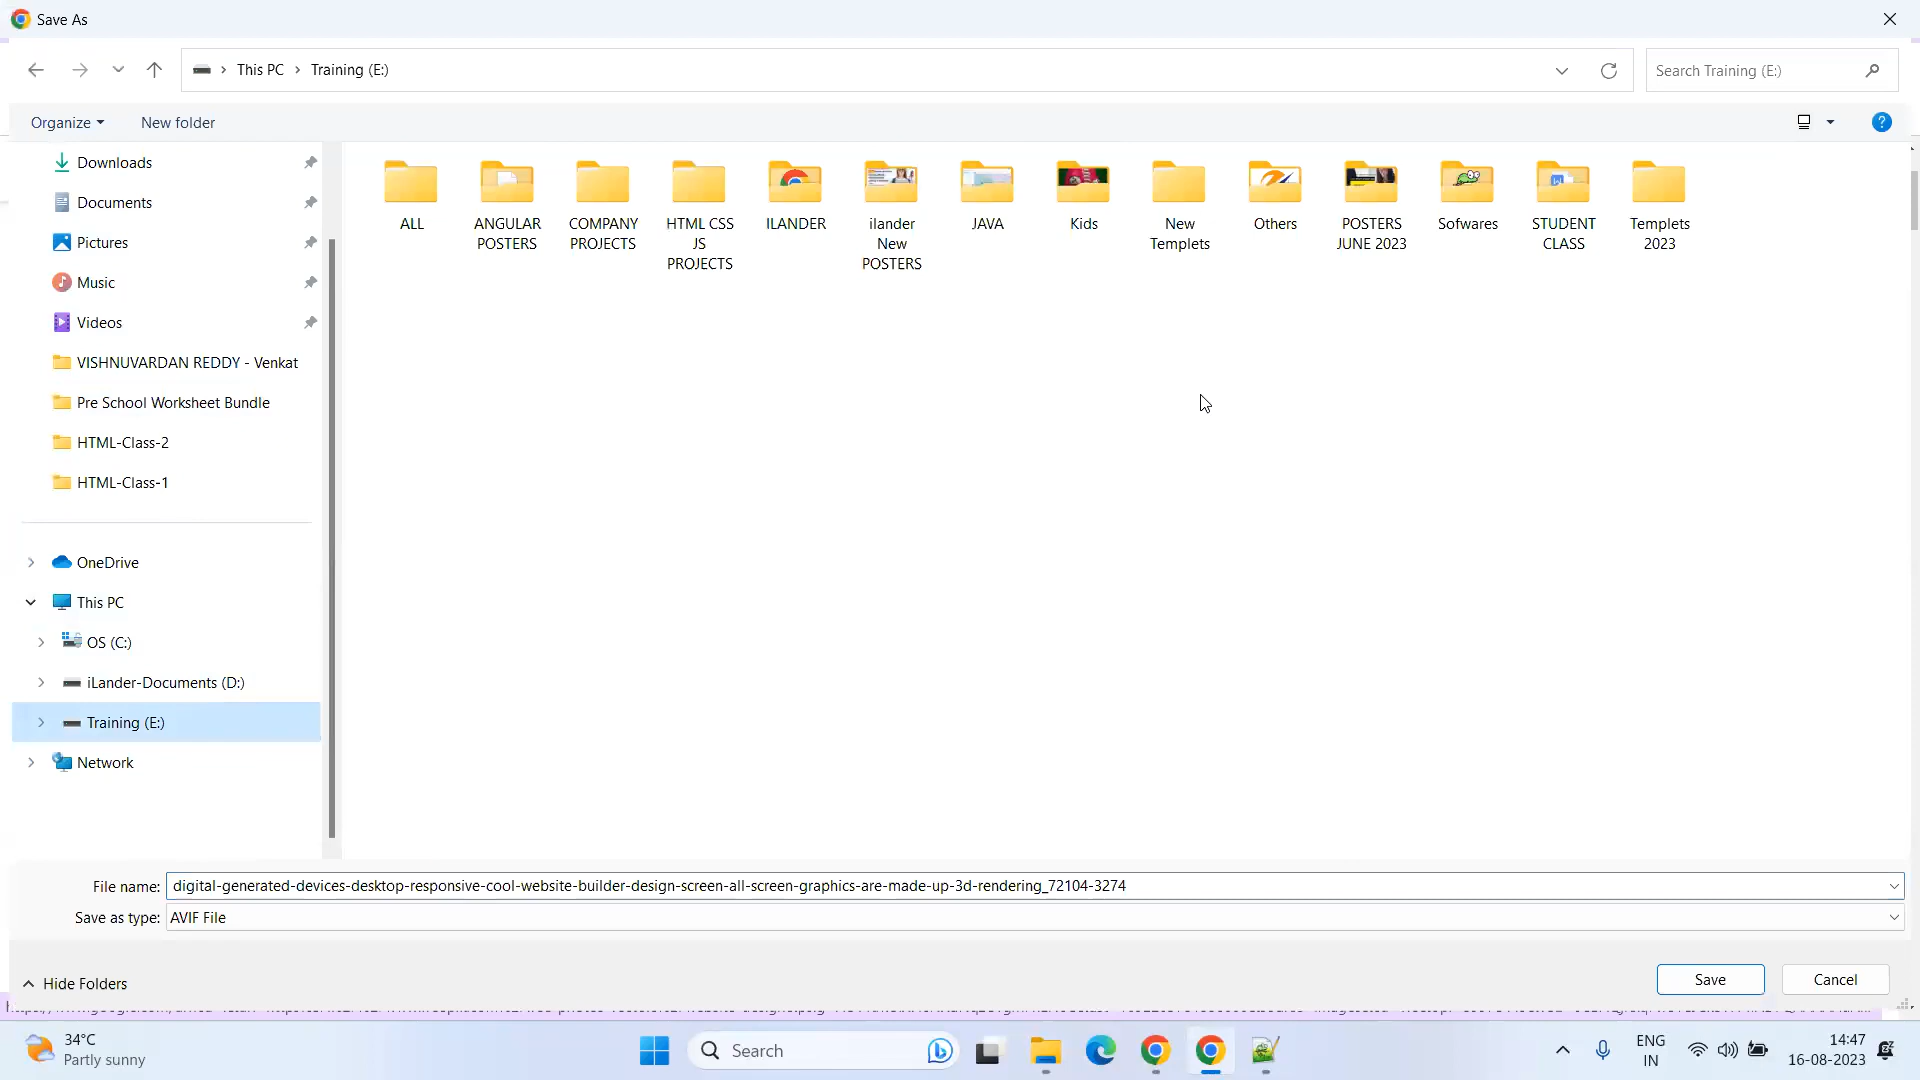 Save As
This PC
Training (E:)
Search Training (E:)
Organize
New folder
Downloads
Documents
Pictures
Music
Videos
VISHNUVARDAN REDDY - Venkat
Pre School Worksheet Bundle
HTML-Class-2
HTML-Class-1
OneDrive
This PC
OS (C:)
iLander-Documents (D:)
Training (E:)
Network
ALL
ANGULAR
POSTERS
COMPANY
PROJECTS
HTML CSS
JS
PROJECTS
ILANDER
ilander
New
POSTERS
JAVA
Kids
New
Templets
Others
POSTERS
JUNE 2023
Sofwares
STUDENT
CLASS
Templets
2023
File name: digital-generated-devices-desktop-responsive-cool-website-builder-design-screen-all-screen-graphics-are-made-up-3d-rendering_72104-3274
Save as type: AVIF File
Hide Folders
Save
Cancel
34°C
Partly sunny
Search
ENG
IN
14:47
16-08-2023